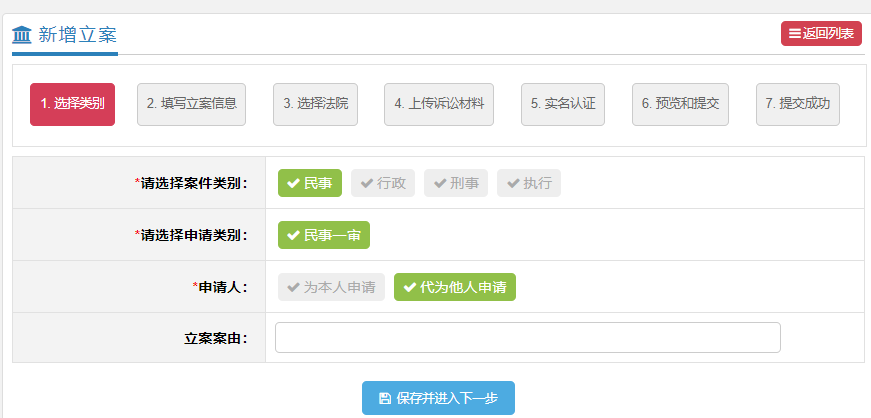 新增立案
返回列表
1. 选择类别 2. 填写立案信息 3. 选择法院 4. 上传诉讼材料 5. 实名认证 6. 预览和提交 7. 提交成功
*请选择案件类别： 民事 行政 刑事 执行
*请选择申请类别： 民事一审
*申请人： 为本人申请 代为他人申请
立案案由：
保存并进入下一步